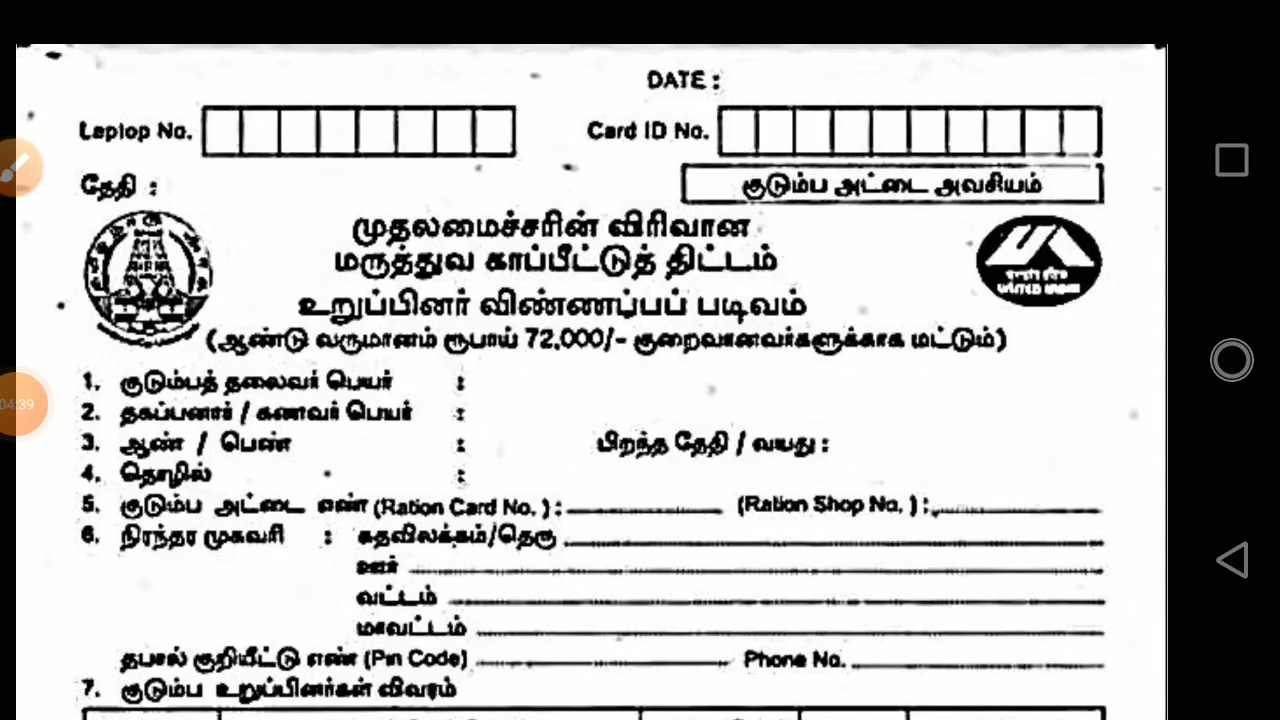 DATE :
Laptop No.
Card ID No.
தேதி :
குடும்ப அட்டை அவசியம்
முதலமைச்சரின் விரிவான
மருத்துவ காப்பீட்டுத் திட்டம்
உறுப்பினர் விண்ணப்பப் படிவம்
(ஆண்டு வருமானம் ரூபாய் 72,000/- குறைவானவர்களுக்காக மட்டும்)
1. குடும்பத் தலைவர் பெயர் :
2. தகப்பனார் / கணவர் பெயர் :
3. ஆண் / பெண் : பிறந்த தேதி / வயது :
4. தொழில் :
5. குடும்ப அட்டை எண் (Ration Card No. ) : (Ration Shop No. ) :
6. நிரந்தர முகவரி : கதவிலக்கம்/தெரு
ஊர்
வட்டம்
மாவட்டம்
தபால் குறியீட்டு எண் (Pin Code) Phone No.
7. குடும்ப உறுப்பினர்கள் விவரம்
04:39